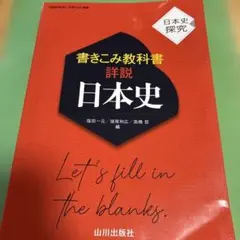 日本史
探究
書きこみ教科書
詳説
日本史
編
Let's fill in
the blanks.
山川出版社